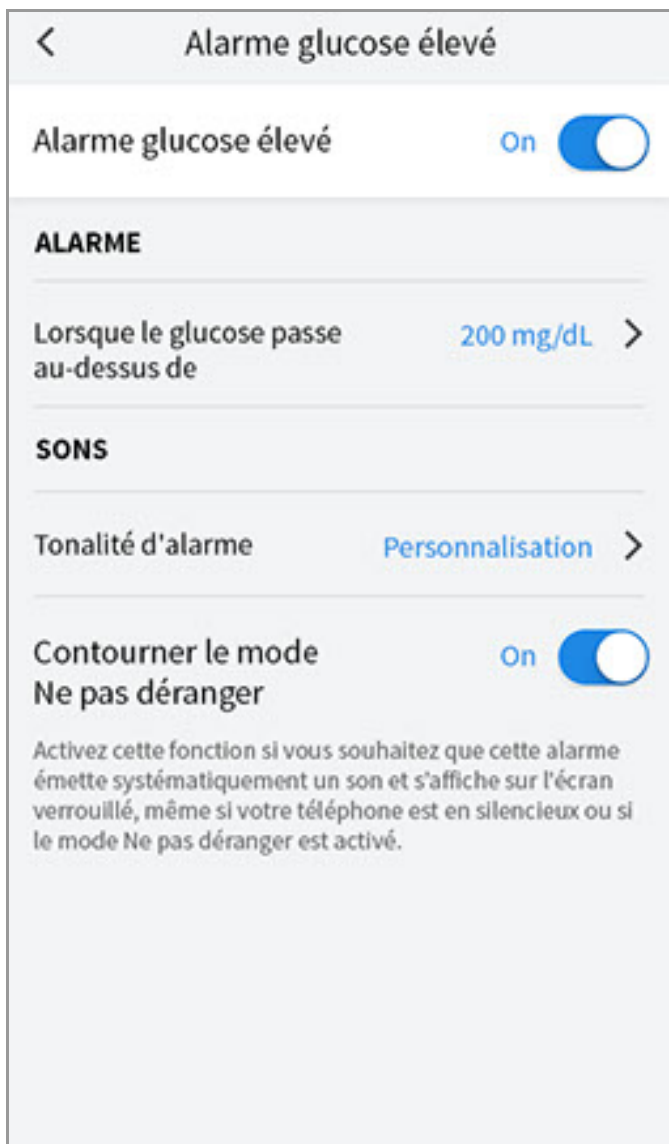 Alarme glucose élevé
Alarme glucose élevé On
ALARME
Lorsque le glucose passe
au-dessus de
200 mg/dL
SONS
Tonalité d'alarme Personnalisation
Contourner le mode
Ne pas déranger
On
Activez cette fonction si vous souhaitez que cette alarme
émette systématiquement un son et s'affiche sur l'écran
verrouillé, même si votre téléphone est en silencieux ou si
le mode Ne pas déranger est activé.